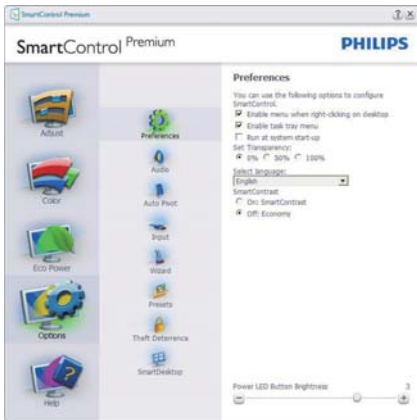 SmartControl Premium
? x
SmartControl Premium
PHILIPS
Adjust
Color
Eco Power
Options
Help
Preferences
Audio
Auto Pivot
Input
Wizard
Presets
Theft Deterrence
SmartDesktop
Preferences
You can use the following options to configure
SmartControl.
Enable menu when right-clicking on desktop
Enable task tray menu
Run at system start-up
Set Transparency:
0% 50% 100%
Select language:
English
SmartContrast
On: SmartContrast
Off: Economy
Power LED Button Brightness 3